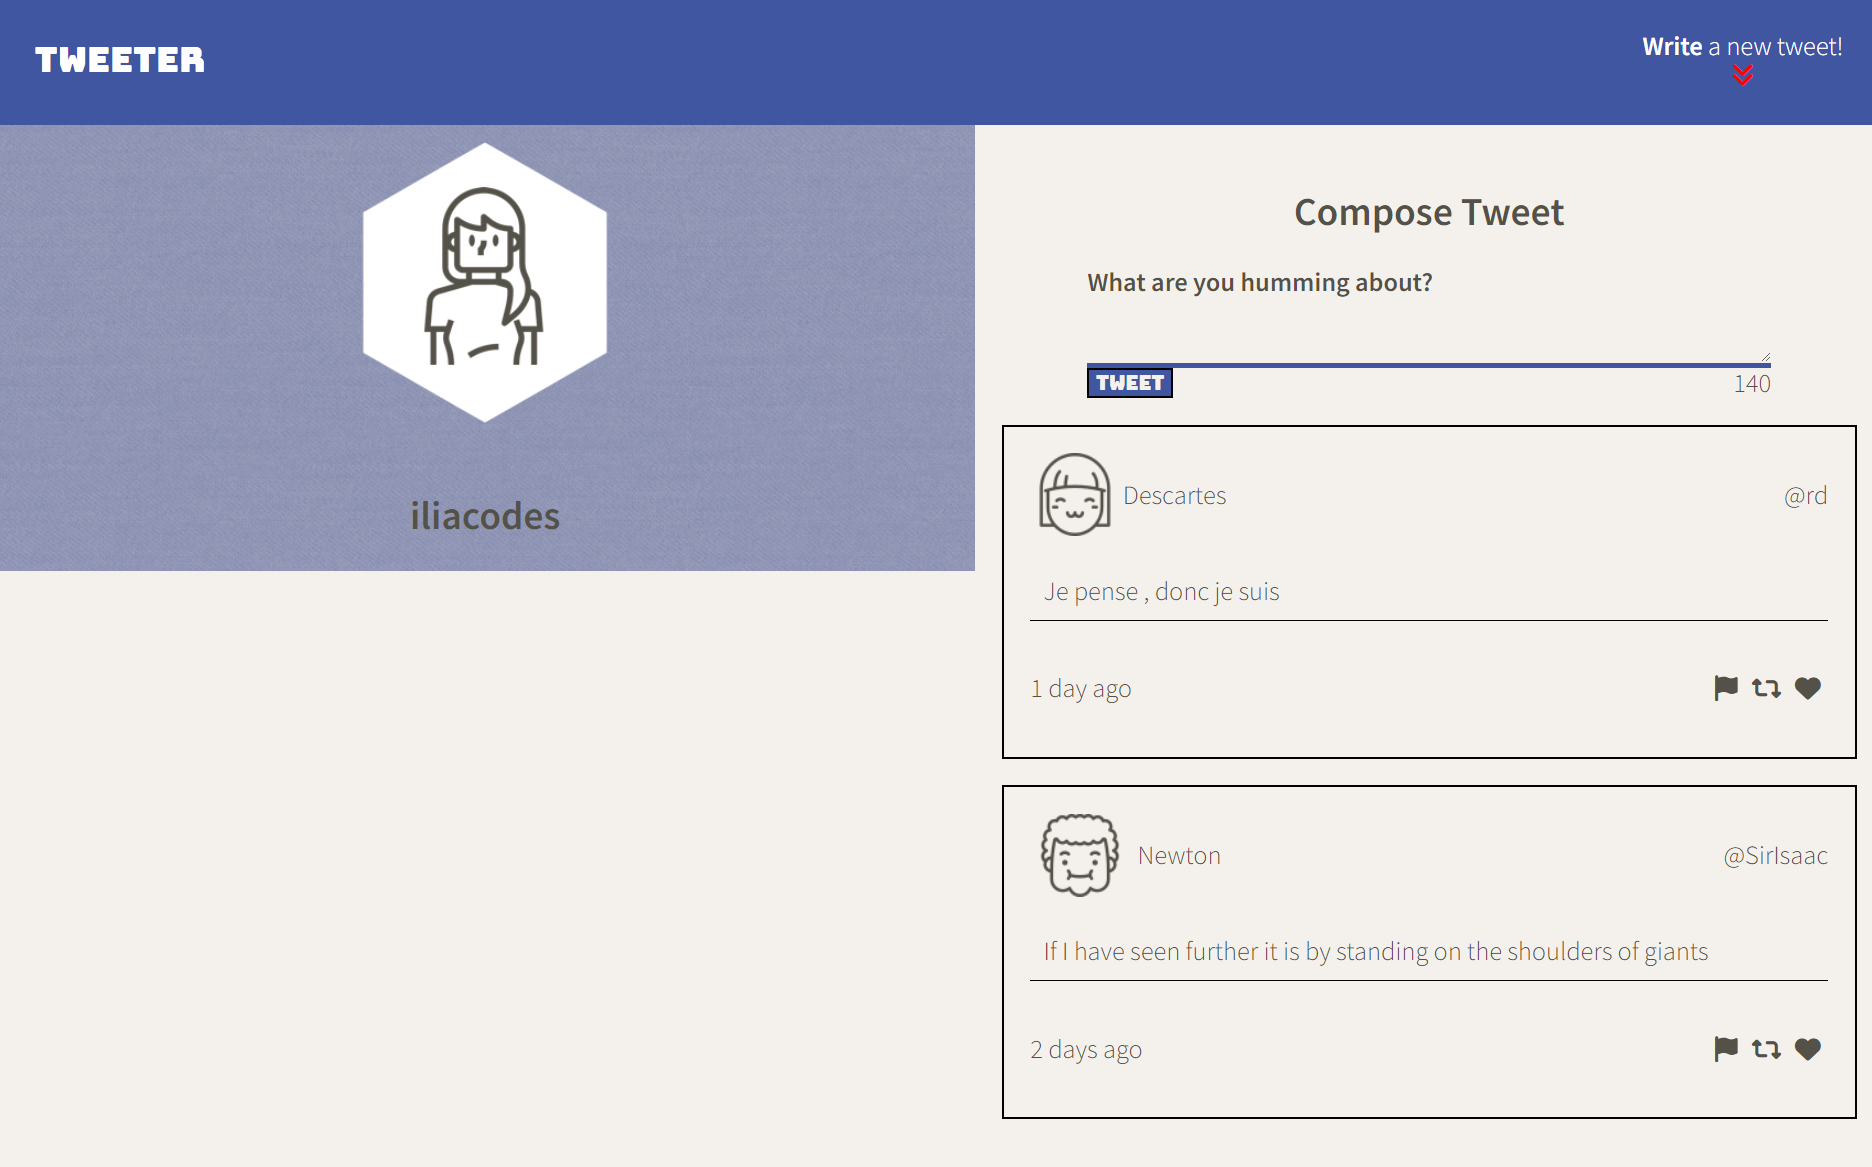 TWEETER
Write a new tweet!
iliacodes
Compose Tweet
What are you humming about?
TWEET
140
Descartes
@rd
Je pense , donc je suis
1 day ago
Newton
@SirIsaac
If I have seen further it is by standing on the shoulders of giants
2 days ago